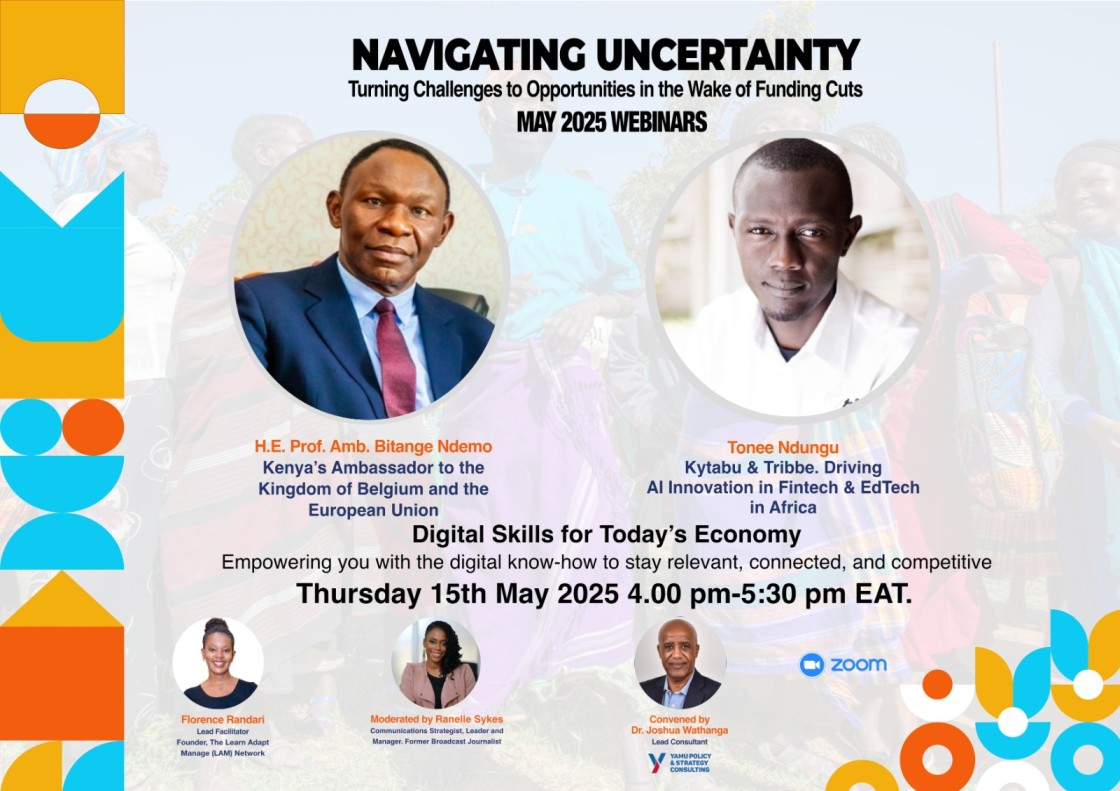 NAVIGATING UNCERTAINTY
Turning Challenges to Opportunities in the Wake of Funding Cuts
MAY 2025 WEBINARS
H.E. Prof. Amb. Bitange Ndemo
Kenya's Ambassador to the
Kingdom of Belgium and the
European Union
Tonee Ndungu
Kytabu & Tribbe. Driving
AI Innovation in Fintech & EdTech
in Africa
Digital Skills for Today's Economy
Empowering you with the digital know-how to stay relevant, connected, and competitive
Thursday 15th May 2025 4.00 pm-5:30 pm EAT.
Florence Randari
Lead Facilitator
Founder, The Learn Adapt
Manage (LAM) Network
Moderated by Ranelle Sykes
Communications Strategist, Leader and
Manager. Former Broadcast Journalist
Convened by
Dr. Joshua Wathanga
Lead Consultant
YAMU POLICY
& STRATEGY
CONSULTING
zoom